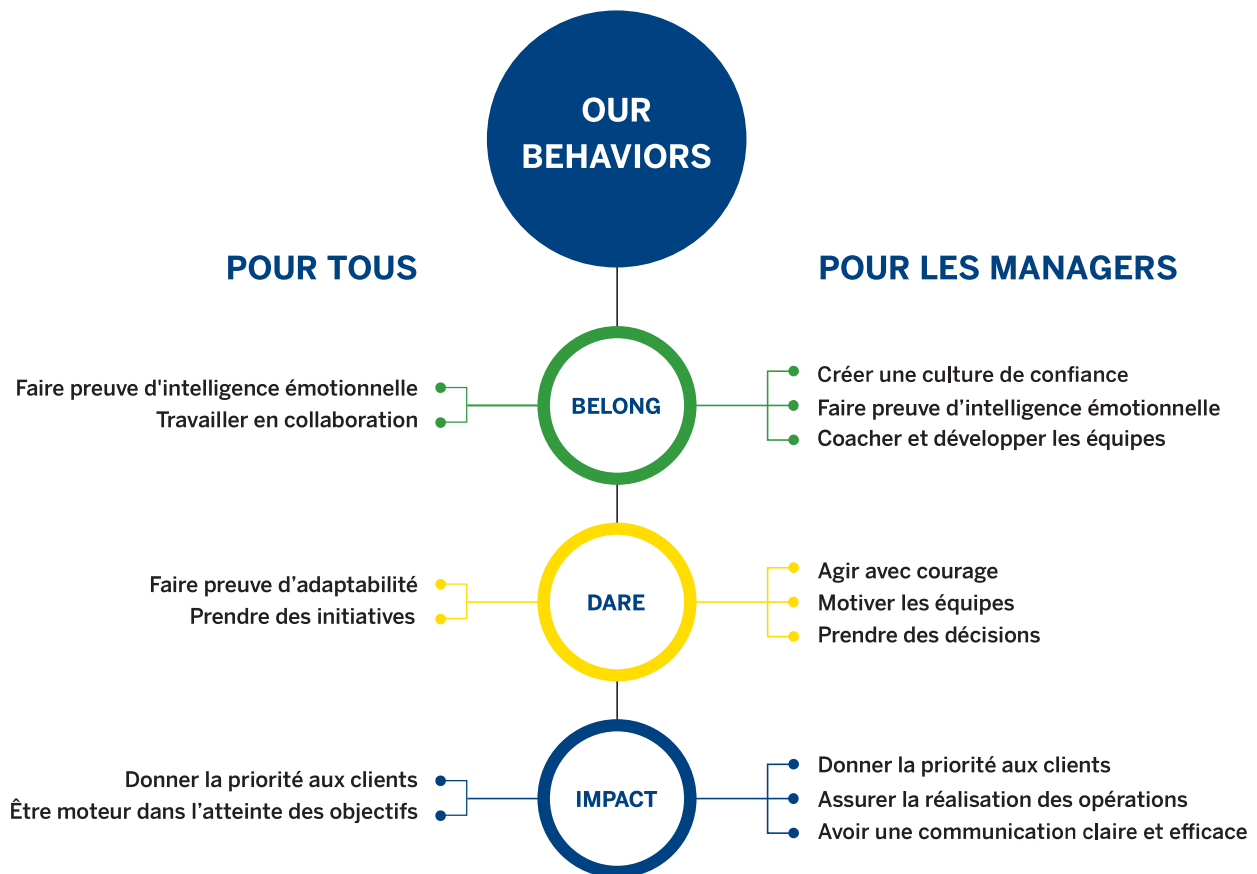 OUR
BEHAVIORS
POUR TOUS
POUR LES MANAGERS
Faire preuve d'intelligence émotionnelle
Travailler en collaboration
BELONG
Créer une culture de confiance
Faire preuve d’intelligence émotionnelle
Coacher et développer les équipes
Faire preuve d’adaptabilité
Prendre des initiatives
DARE
Agir avec courage
Motiver les équipes
Prendre des décisions
Donner la priorité aux clients
Être moteur dans l’atteinte des objectifs
IMPACT
Donner la priorité aux clients
Assurer la réalisation des opérations
Avoir une communication claire et efficace